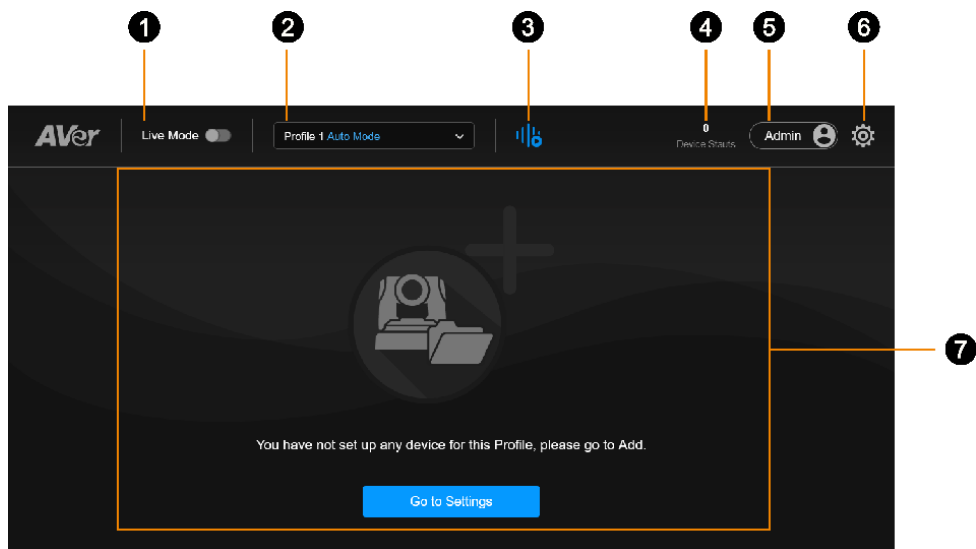 1 2 3 4 5 6
AVer Live Mode Profile 1 Auto Mode 0 Admin
Device Stauts
7
You have not set up any device for this Profile, please go to Add.
Go to Settings